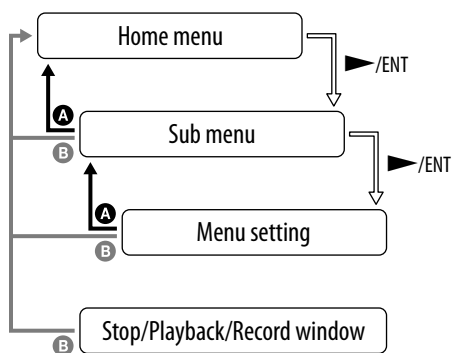 Home menu
►/ENT
A
Sub menu
B
►/ENT
A
Menu setting
B
Stop/Playback/Record window
B